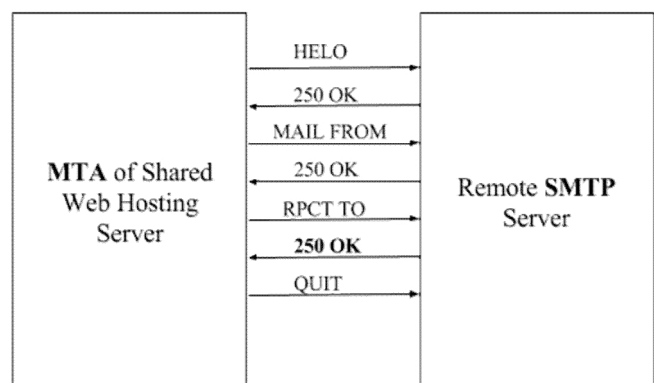 MTA of Shared
Web Hosting
Server
HELO
250 OK
MAIL FROM
250 OK
RPCT TO
250 OK
QUIT
Remote SMTP
Server